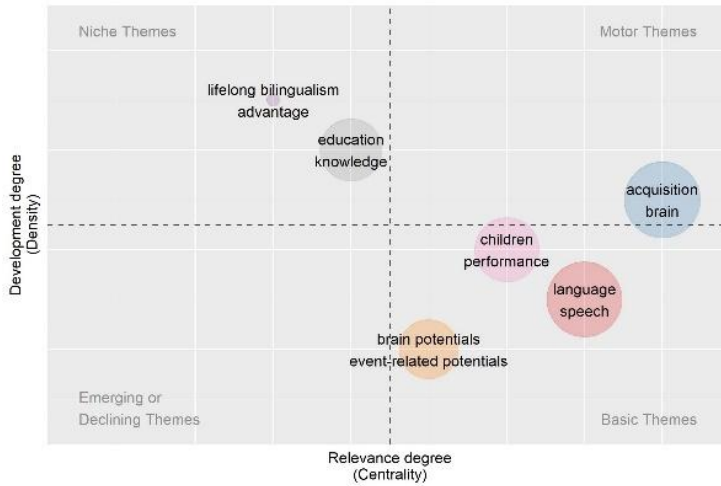 Niche Themes
Motor Themes
lifelong bilingualism
advantage
education
knowledge
acquisition
brain
children
performance
language
speech
brain potentials
event-related potentials
Emerging or
Declining Themes
Basic Themes
Development degree
(Density)
Relevance degree
(Centrality)